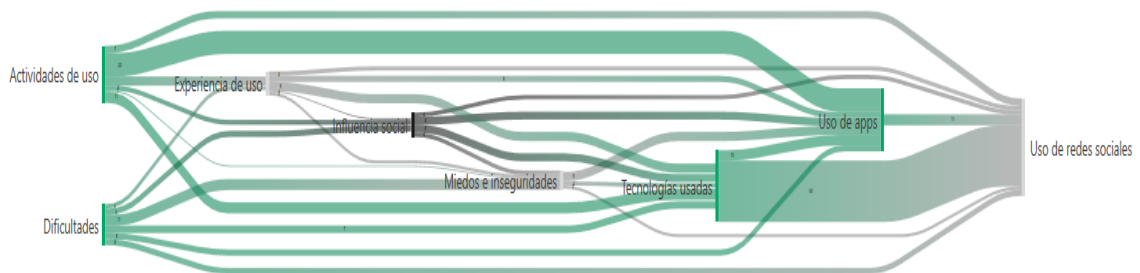 Actividades de uso
Experiencia de uso
Influencia social
Uso de apps
Uso de redes sociales
Miedos e inseguridades
Tecnologías usadas
Dificultades